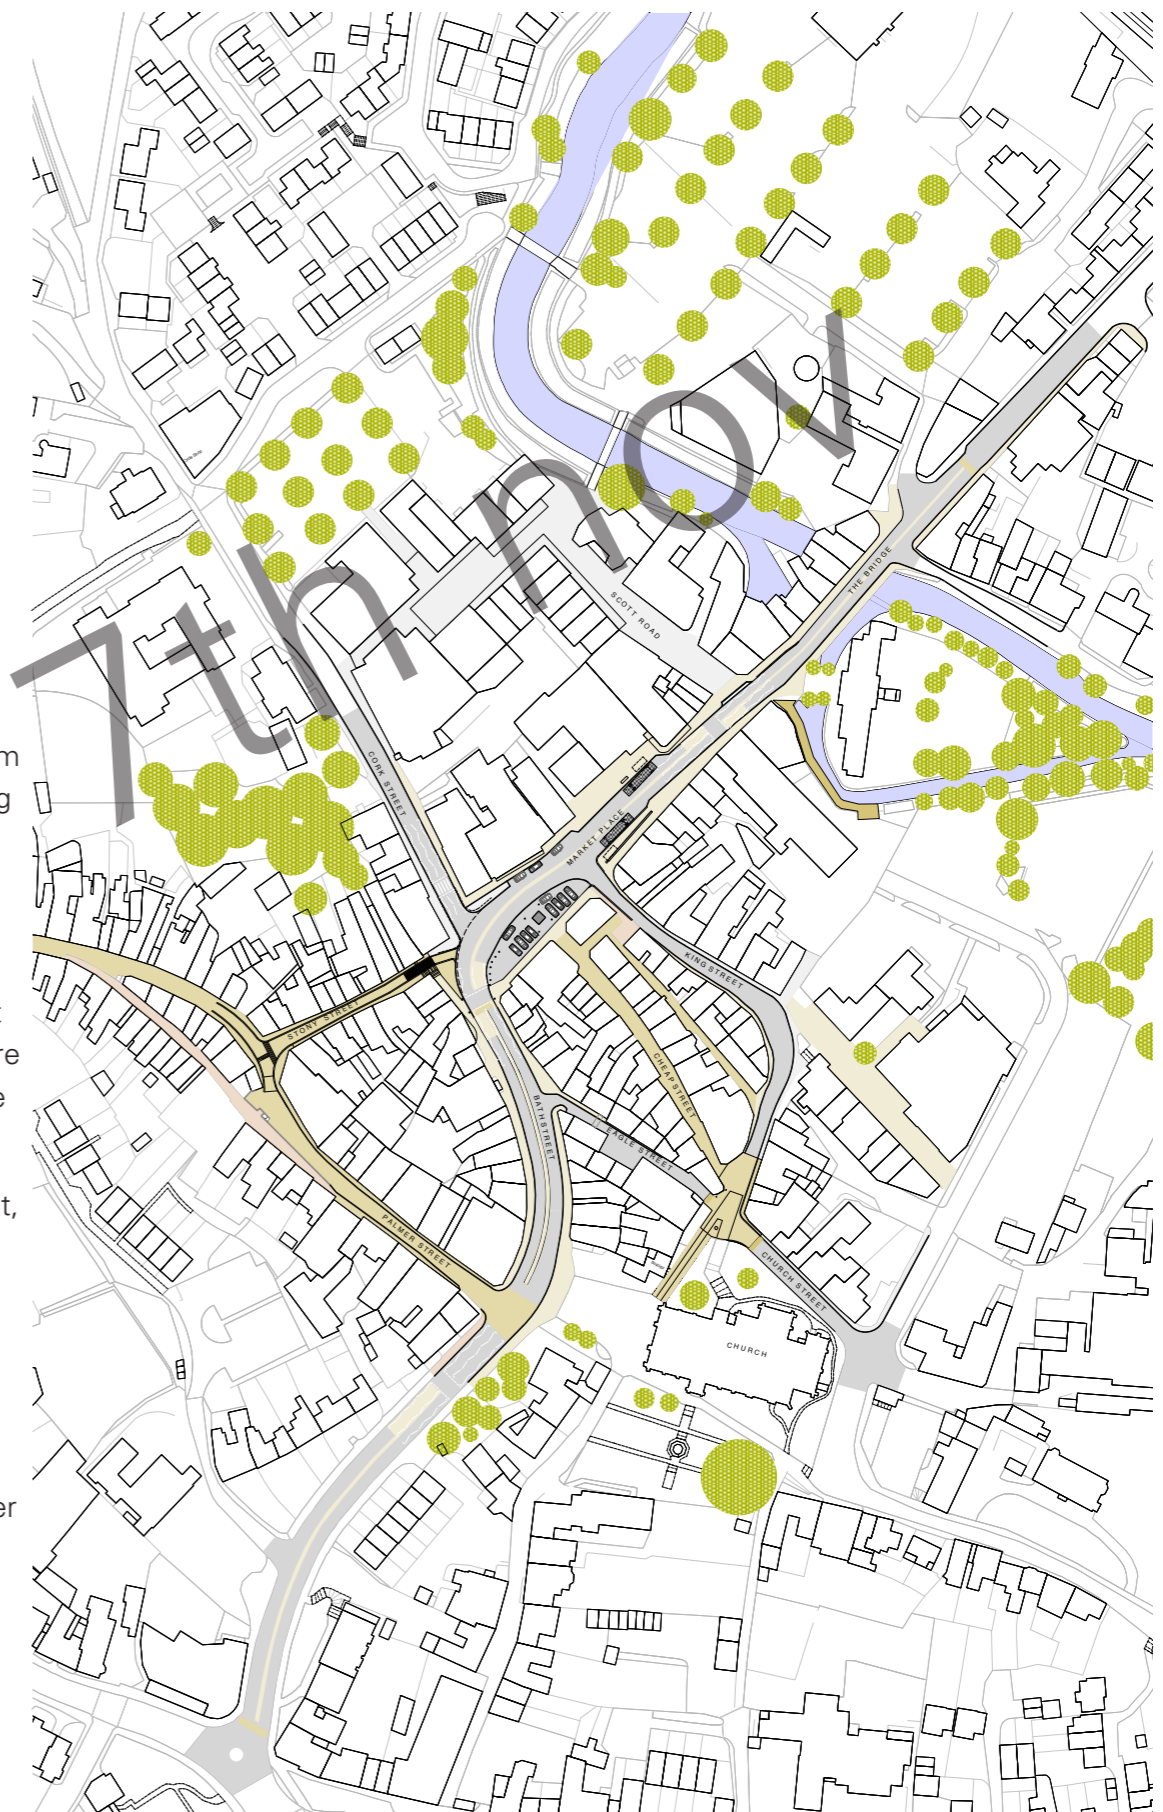 7th nov
THE BRIDGE
SCOTT ROAD
m
g
CORK STREET
MARKET PLACE
KING STREET
t
STONY STREET
re
e
CHEAP STREET
BATH STREET
EAGLE STREET
t,
PALMER STREET
CHURCH STREET
CHURCH
er